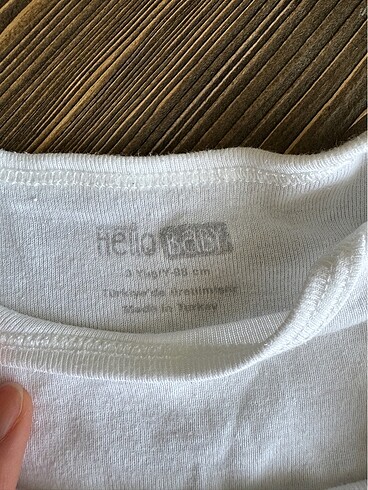 Hello BABY
3 Yaş/Y-98 cm
Türkiye'de Üretilmiştir
Made in Turkey